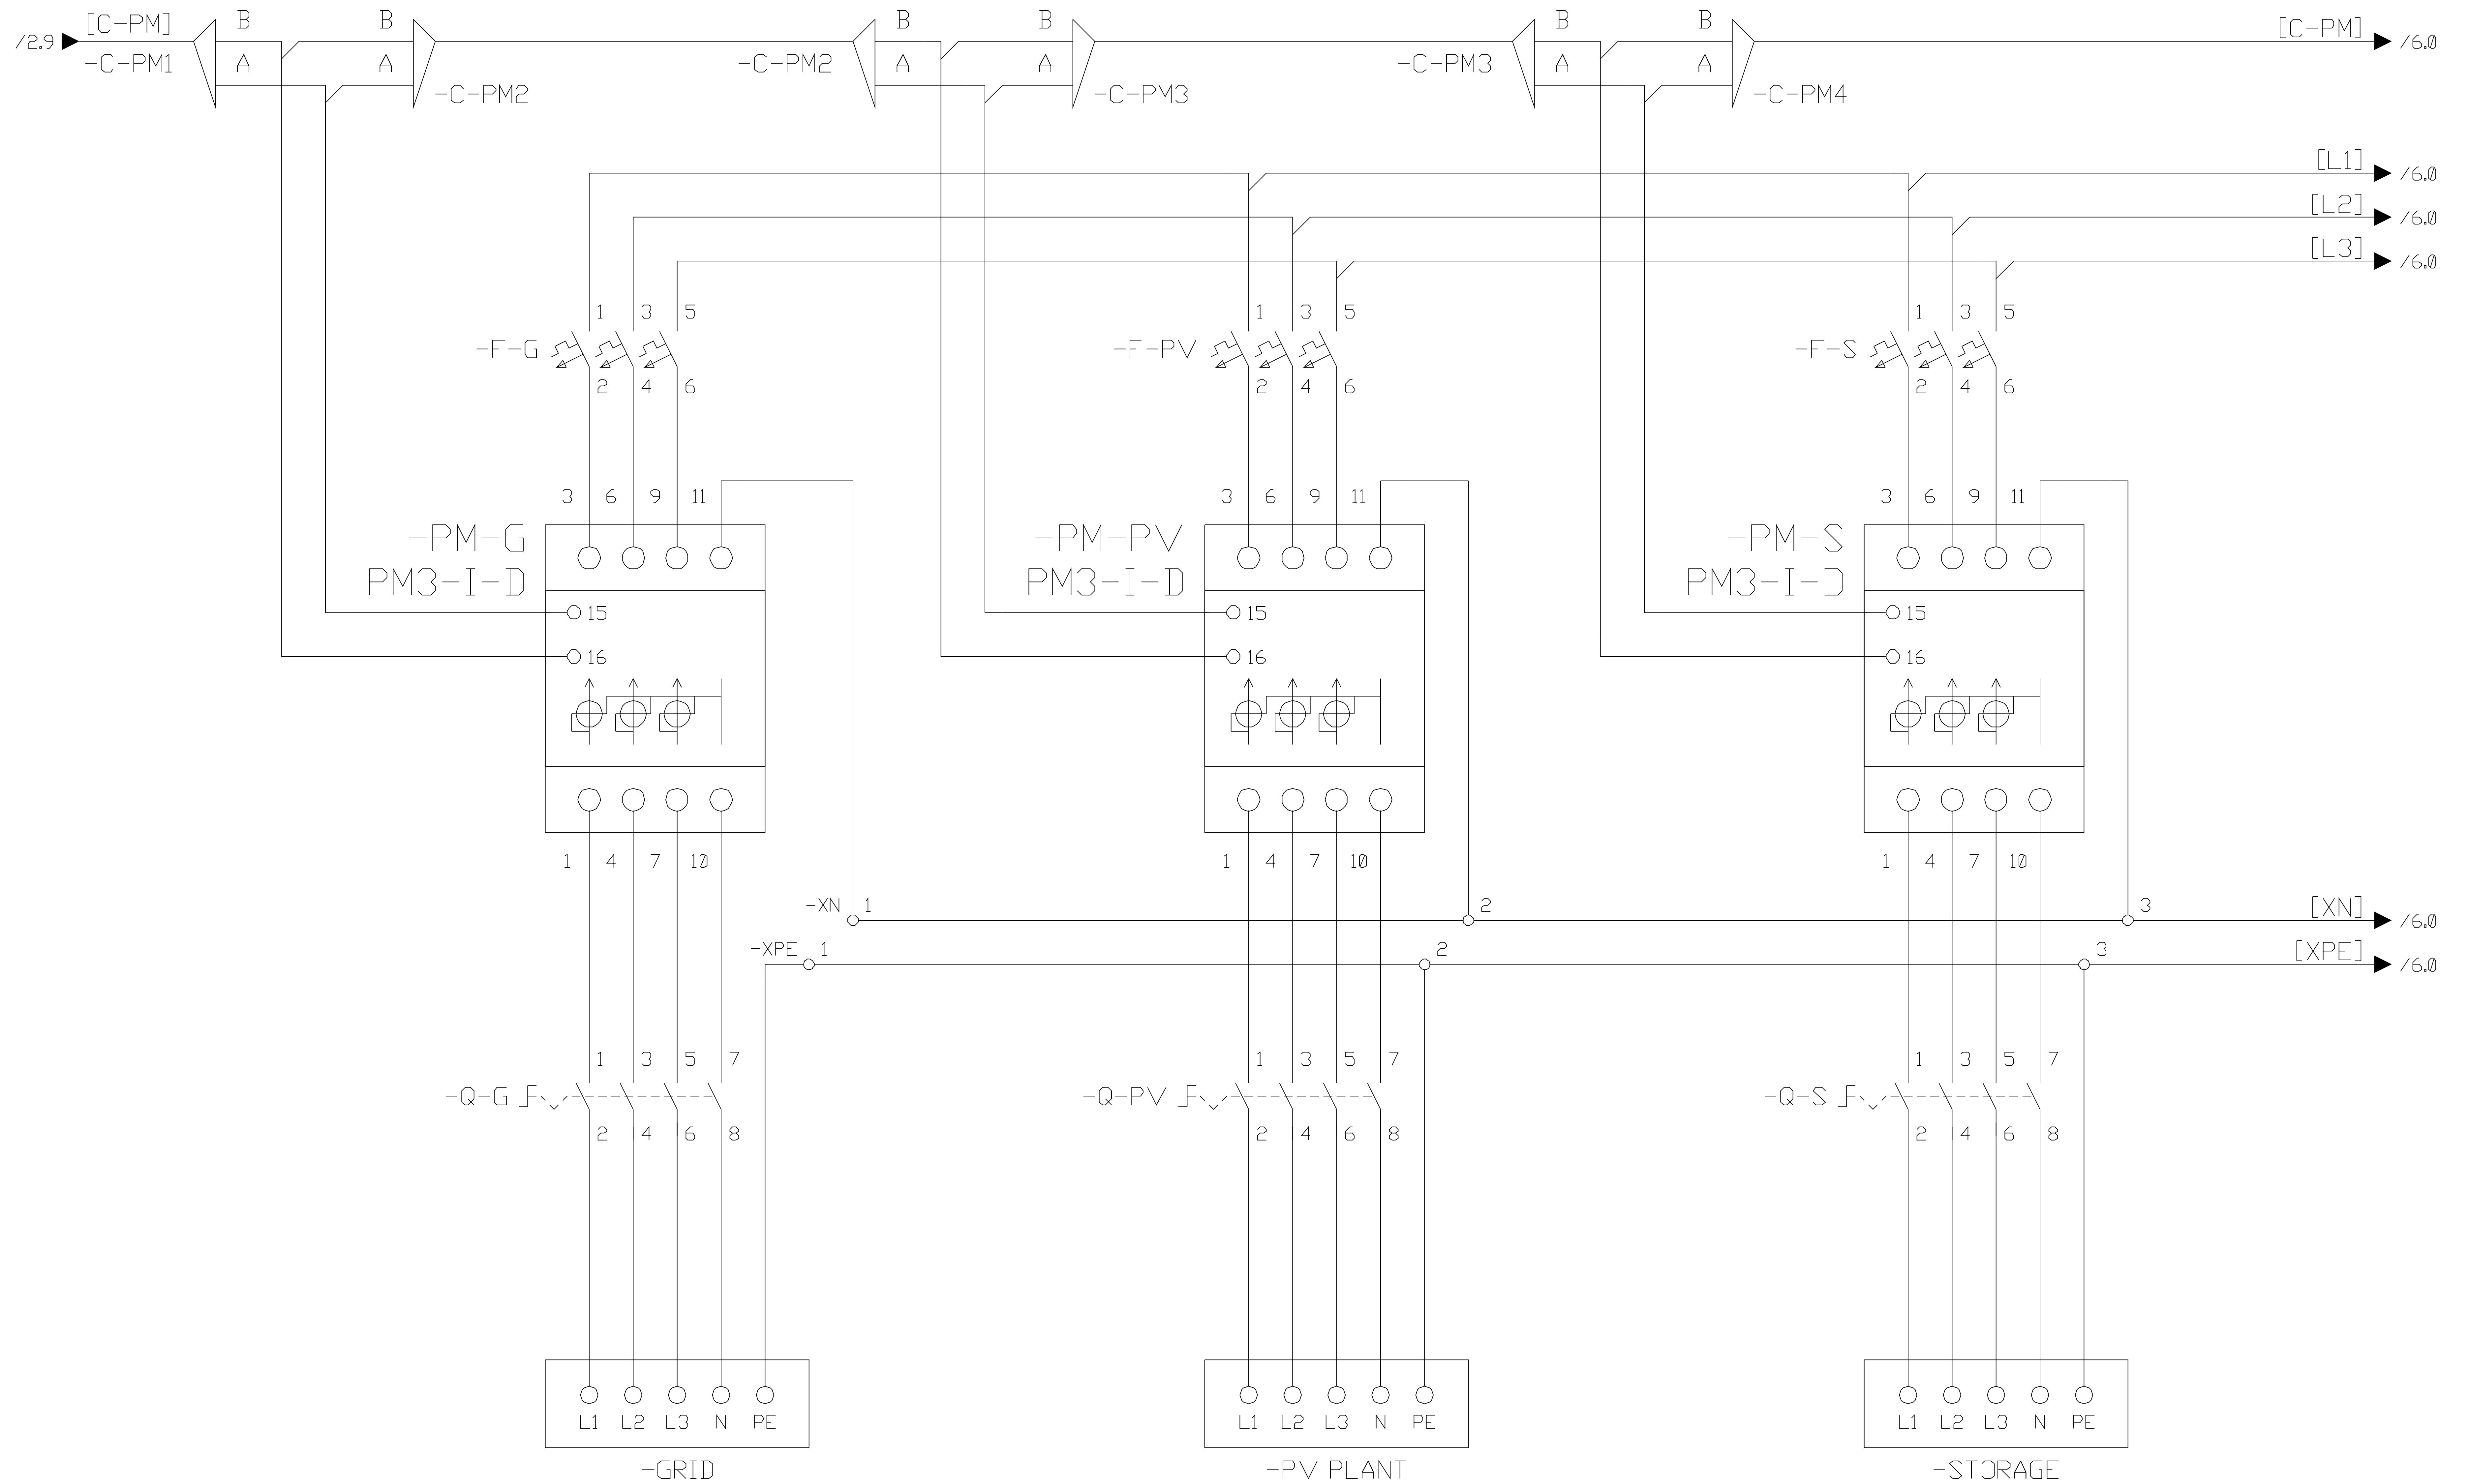 [C-PM] B B B B B B [C-PM]
/2.9 /6.0
-C-PM1 A A -C-PM2 A A -C-PM3 A A
-C-PM2 -C-PM3 -C-PM4
[L1]
/6.0
[L2]
/6.0
[L3]
/6.0
1 3 5 1 3 5 1 3 5
-F-G -F-PV -F-S
2 4 6 2 4 6 2 4 6
3 6 9 11 3 6 9 11 3 6 9 11
-PM-G -PM-PV -PM-S
PM3-I-D PM3-I-D PM3-I-D
15 15 15
16 16 16
1 4 7 10 1 4 7 10 1 4 7 10
-XN 1 2 3 [XN]
/6.0
-XPE 1 2 3 [XPE]
/6.0
1 3 5 7 1 3 5 7 1 3 5 7
-Q-G -Q-PV -Q-S
2 4 6 8 2 4 6 8 2 4 6 8
L1 L2 L3 N PE L1 L2 L3 N PE L1 L2 L3 N PE
-GRID -PV PLANT -STORAGE